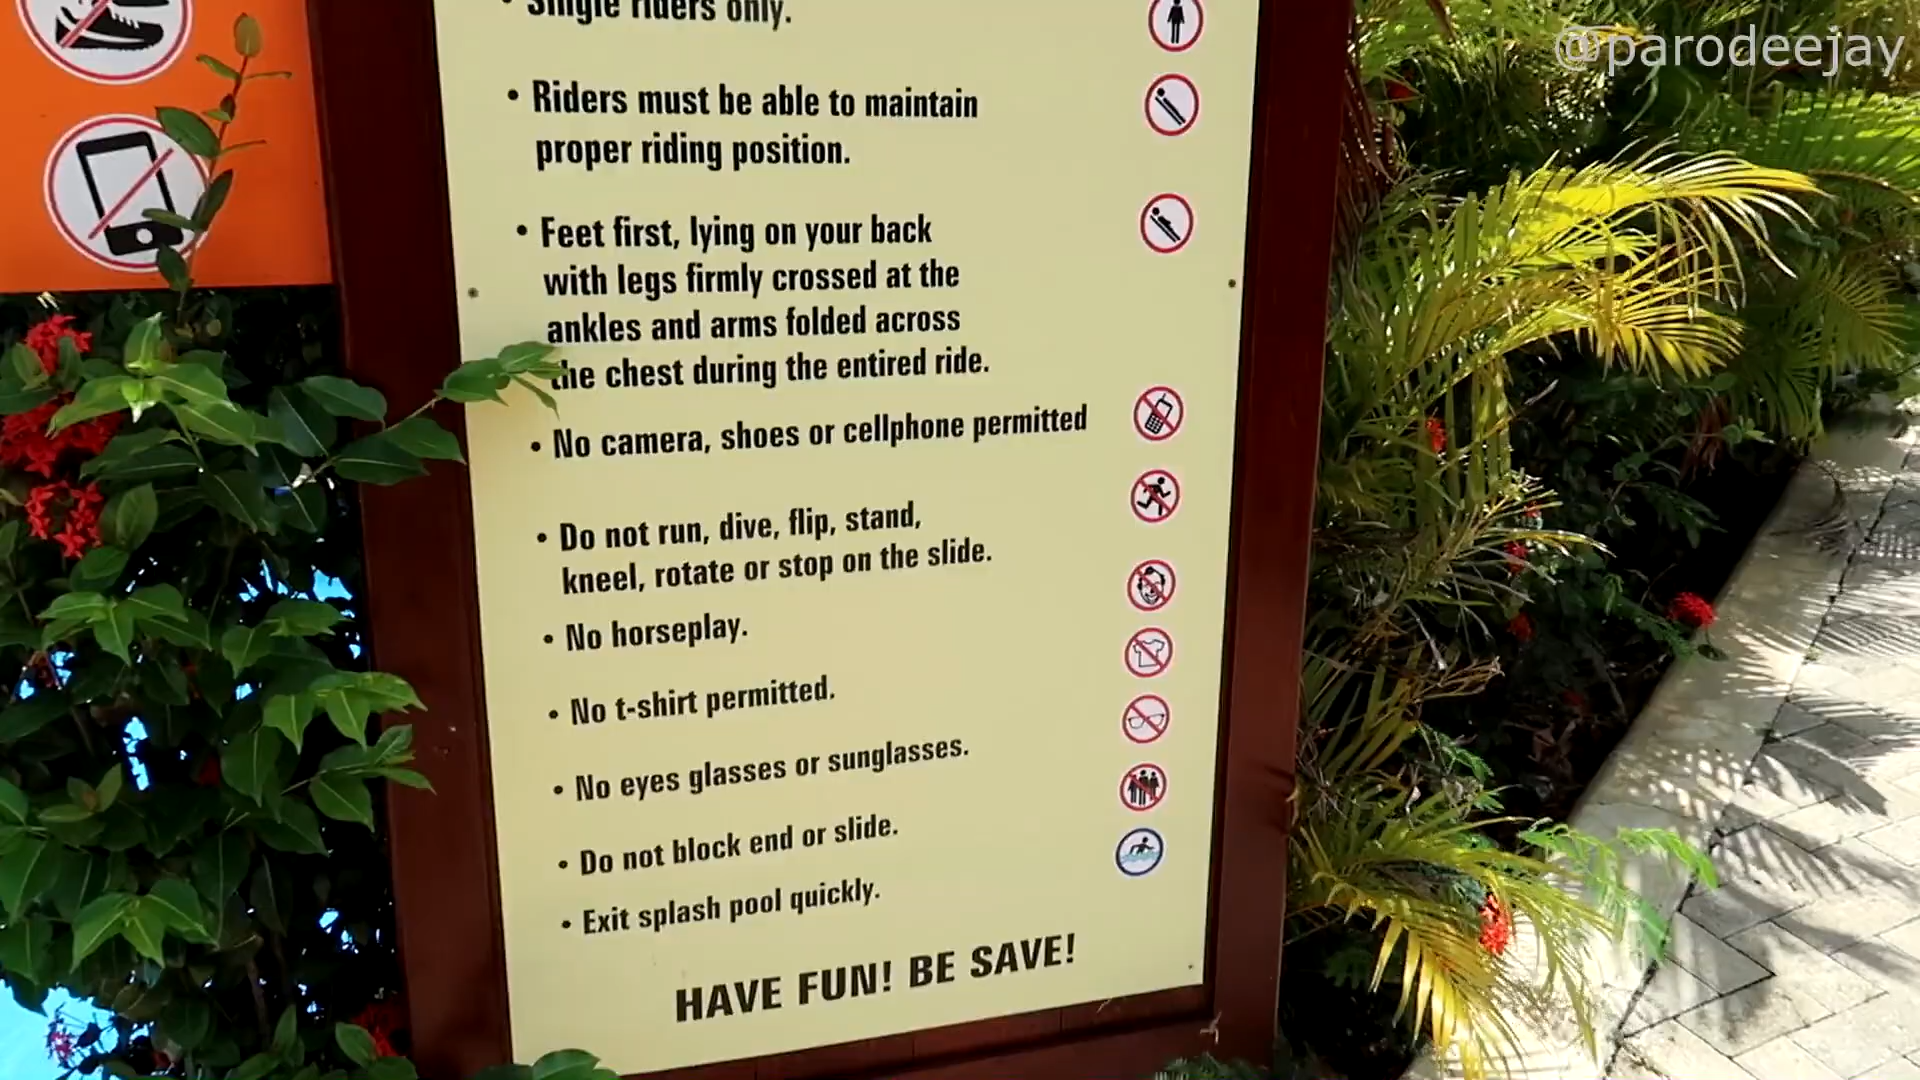 @parodeejay
• Single riders only.
• Riders must be able to maintain
proper riding position.
• Feet first, lying on your back
with legs firmly crossed at the
ankles and arms folded across
the chest during the entired ride.
• No camera, shoes or cellphone permitted
• Do not run, dive, flip, stand,
kneel, rotate or stop on the slide.
• No horseplay.
• No t-shirt permitted.
• No eyes glasses or sunglasses.
• Do not block end or slide.
• Exit splash pool quickly.
HAVE FUN! BE SAVE!